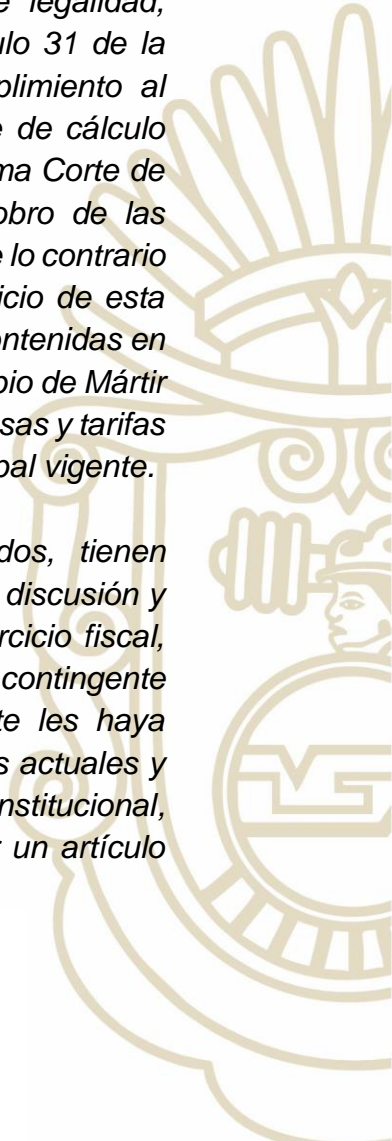 legalidad,
ulo 31 de la
plimiento al
e de cálculo
ma Corte de
obro de las
e lo contrario
icio de esta
ontenidas en
pio de Mártir
sas y tarifas
pal vigente.
dos, tienen
discusión y
rcicio fiscal,
contingente
te les haya
s actuales y
nstitucional,
r un artículo